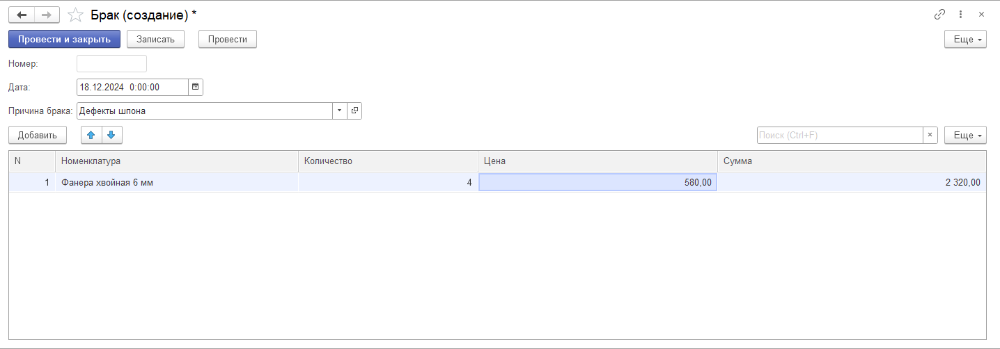 Брак (создание) *
Провести и закрыть Записать Провести Еще
Номер:
Дата: 18.12.2024 0:00:00
Причина брака: Дефекты шпона
Добавить Поиск (Ctrl+F) × Еще
N Номенклатура Количество Цена Сумма
1 Фанера хвойная 6 мм 4 580,00 2 320,00